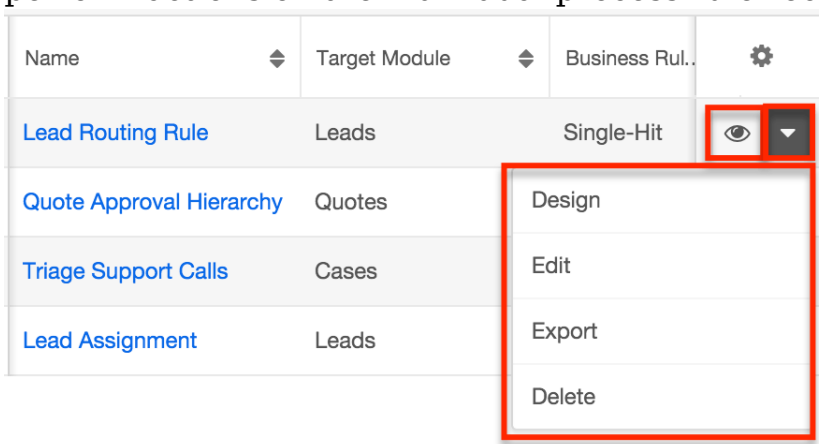 Name Target Module Business Rul..
Lead Routing Rule Leads Single-Hit
Quote Approval Hierarchy Quotes
Design
Triage Support Calls Cases
Edit
Lead Assignment Leads
Export
Delete